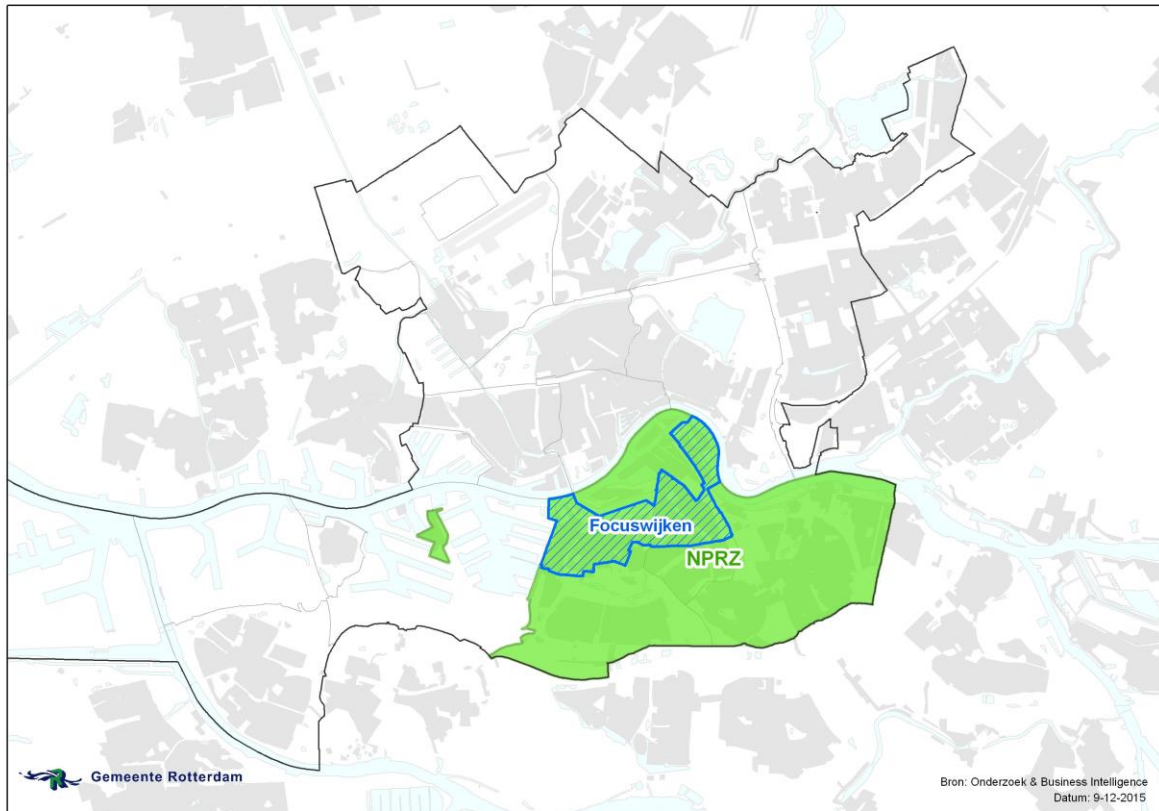 Focuswijken
NPRZ
Gemeente Rotterdam
Bron: Onderzoek & Business Intelligence
Datum: 9-12-2015